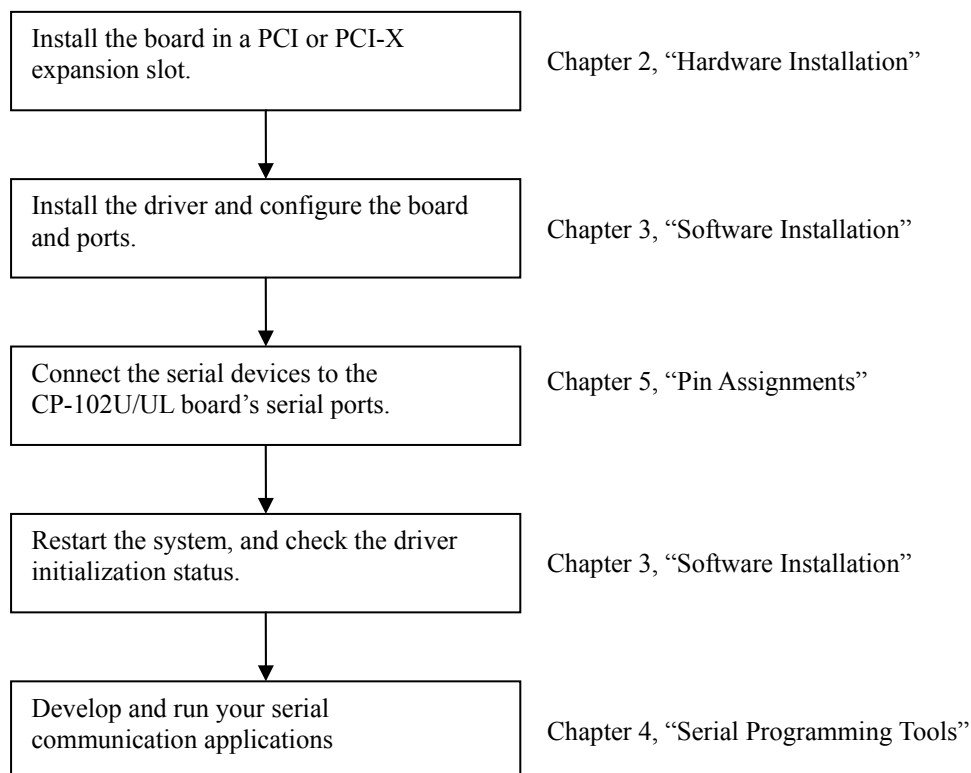 Install the board in a PCI or PCI-X
expansion slot.
Chapter 2, “Hardware Installation”
Install the driver and configure the board
and ports.
Chapter 3, “Software Installation”
Connect the serial devices to the
CP-102U/UL board’s serial ports.
Chapter 5, “Pin Assignments”
Restart the system, and check the driver
initialization status.
Chapter 3, “Software Installation”
Develop and run your serial
communication applications
Chapter 4, “Serial Programming Tools”